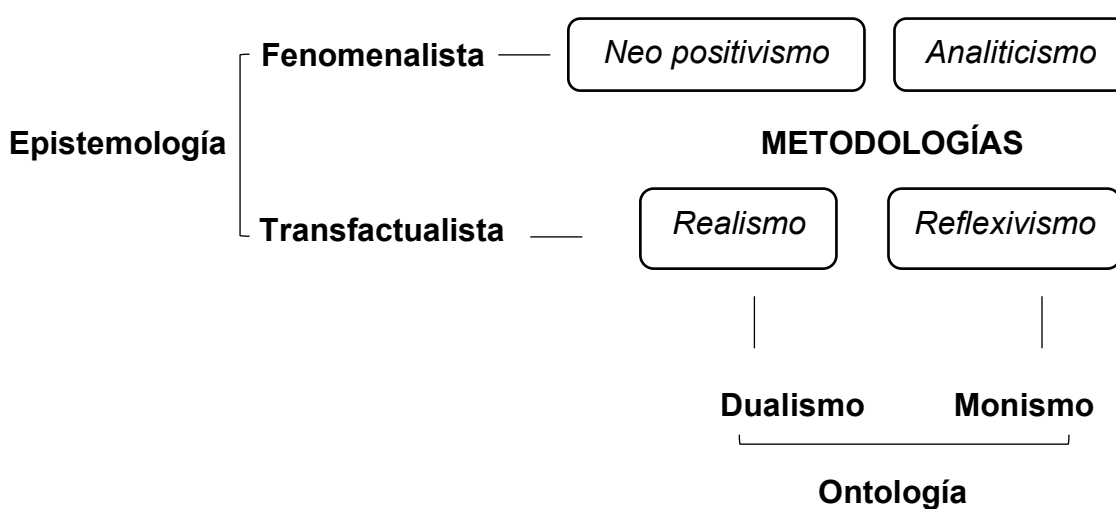 Fenomenalista Neo positivismo Analiticismo
Epistemología METODOLOGÍAS
Transfactualista Realismo Reflexivismo
Dualismo Monismo
Ontología